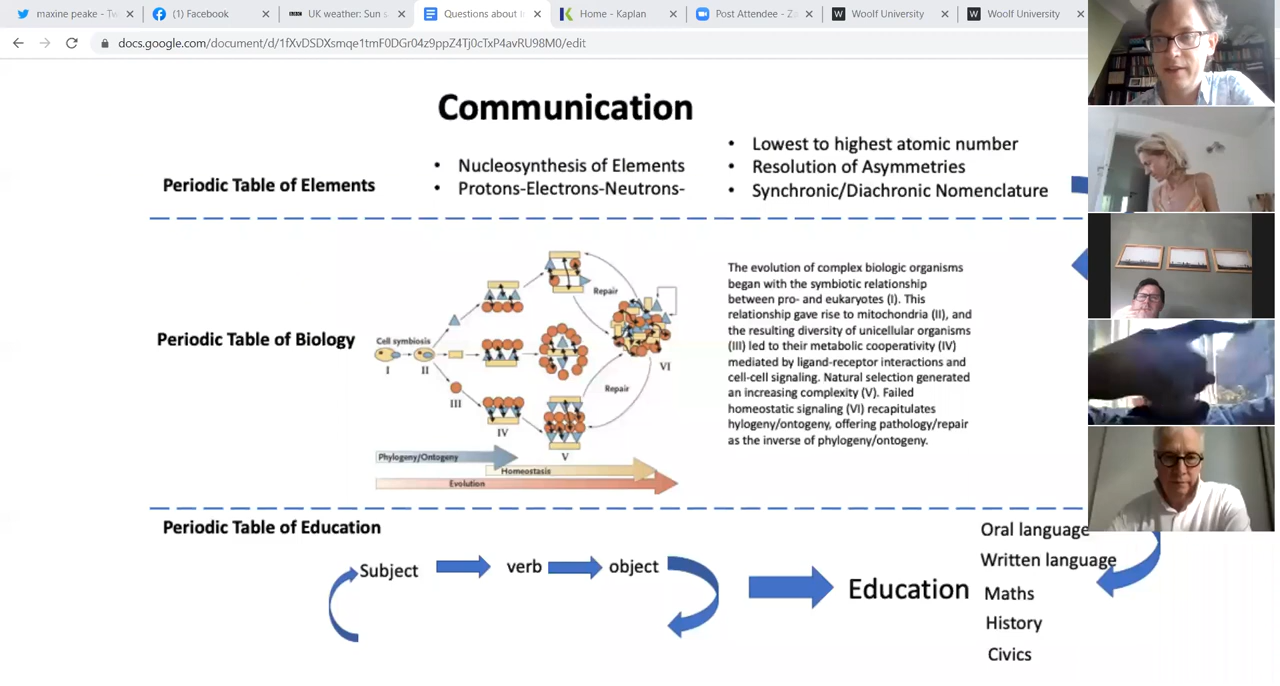 maxine peake - Tw
(1) Facebook
UK weather: Sun s
Questions about I
Home - Kaplan
Post Attendee - Z
Woolf University
Woolf University
docs.google.com/document/d/1fXvDSDXsmqe1tmF0DGr04z9ppZ4Tj0cTxP4avRU98M0/edit
Communication
Periodic Table of Elements
• Nucleosynthesis of Elements
• Protons-Electrons-Neutrons-
• Lowest to highest atomic number
• Resolution of Asymmetries
• Synchronic/Diachronic Nomenclature
Periodic Table of Biology
Cell symbiosis
I
II
III
IV
V
VI
Repair
Repair
Phylogeny/Ontogeny
Homeostasis
Evolution
The evolution of complex biologic organisms
began with the symbiotic relationship
between pro- and eukaryotes (I). This
relationship gave rise to mitochondria (II), and
the resulting diversity of unicellular organisms
(III) led to their metabolic cooperativity (IV)
mediated by ligand-receptor interactions and
cell-cell signaling. Natural selection generated
an increasing complexity (V). Failed
homeostatic signaling (VI) recapitulates
hylogeny/ontogeny, offering pathology/repair
as the inverse of phylogeny/ontogeny.
Periodic Table of Education
Subject
verb
object
Education
Oral language
Written language
Maths
History
Civics